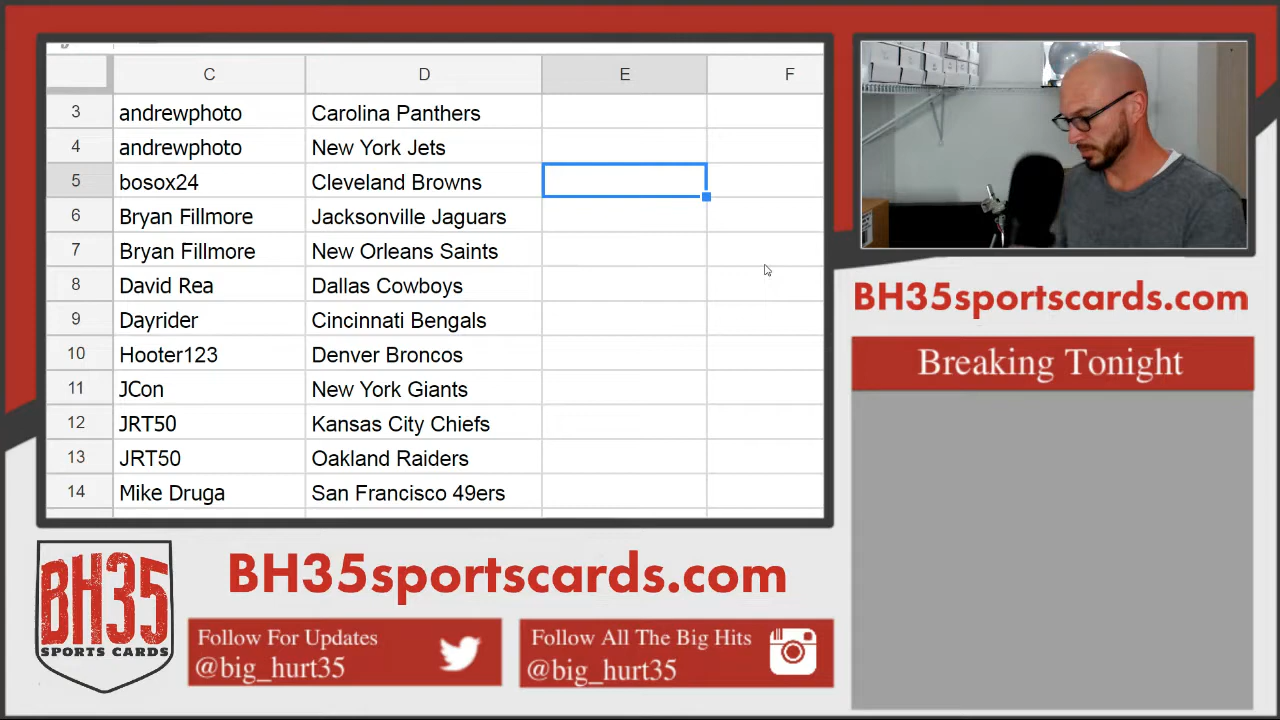 C D E F
3 andrewphoto Carolina Panthers
4 andrewphoto New York Jets
5 bosox24 Cleveland Browns
6 Bryan Fillmore Jacksonville Jaguars
7 Bryan Fillmore New Orleans Saints
8 David Rea Dallas Cowboys
9 Dayrider Cincinnati Bengals
10 Hooter123 Denver Broncos
11 JCon New York Giants
12 JRT50 Kansas City Chiefs
13 JRT50 Oakland Raiders
14 Mike Druga San Francisco 49ers
BH35sportscards.com
Breaking Tonight
BH35
SPORTS CARDS
BH35sportscards.com
Follow For Updates
@big_hurt35
Follow All The Big Hits
@big_hurt35